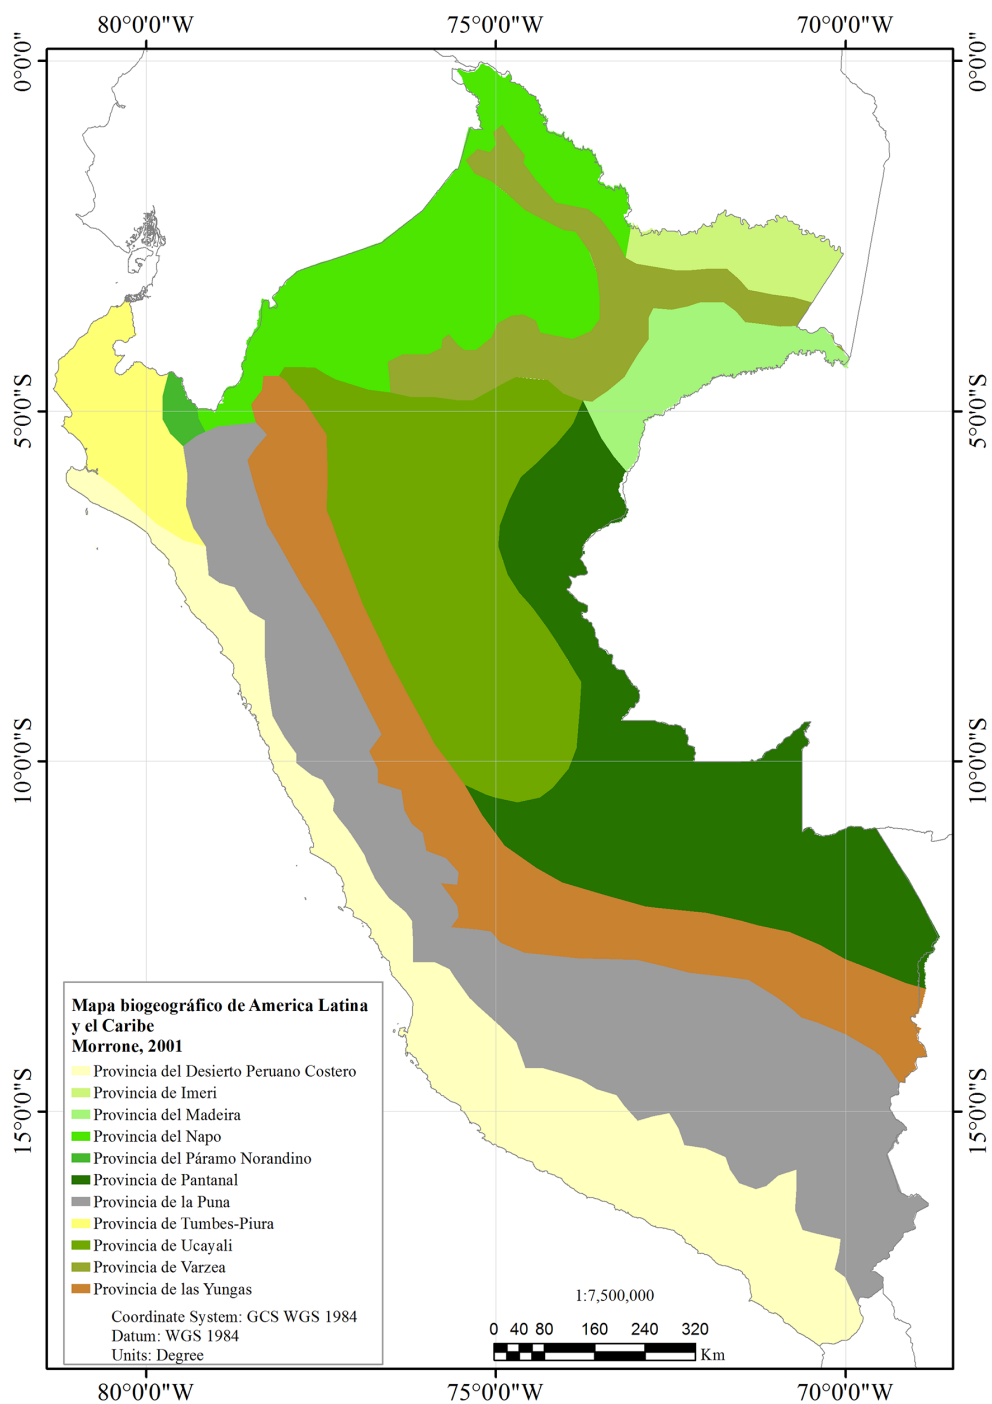 80°0'0"W 75°0'0"W 70°0'0"W
0°0'0" 0°0'0"
5°0'0"S 5°0'0"S
10°0'0"S 10°0'0"S
15°0'0"S 15°0'0"S
Mapa biogeográfico de America Latina
y el Caribe
Morrone, 2001
Provincia del Desierto Peruano Costero
Provincia de Imeri
Provincia del Madeira
Provincia del Napo
Provincia del Páramo Norandino
Provincia de Pantanal
Provincia de la Puna
Provincia de Tumbes-Piura
Provincia de Ucayali
Provincia de Varzea
Provincia de las Yungas
Coordinate System: GCS WGS 1984
Datum: WGS 1984
Units: Degree
1:7,500,000
0 40 80 160 240 320
Km
80°0'0"W 75°0'0"W 70°0'0"W